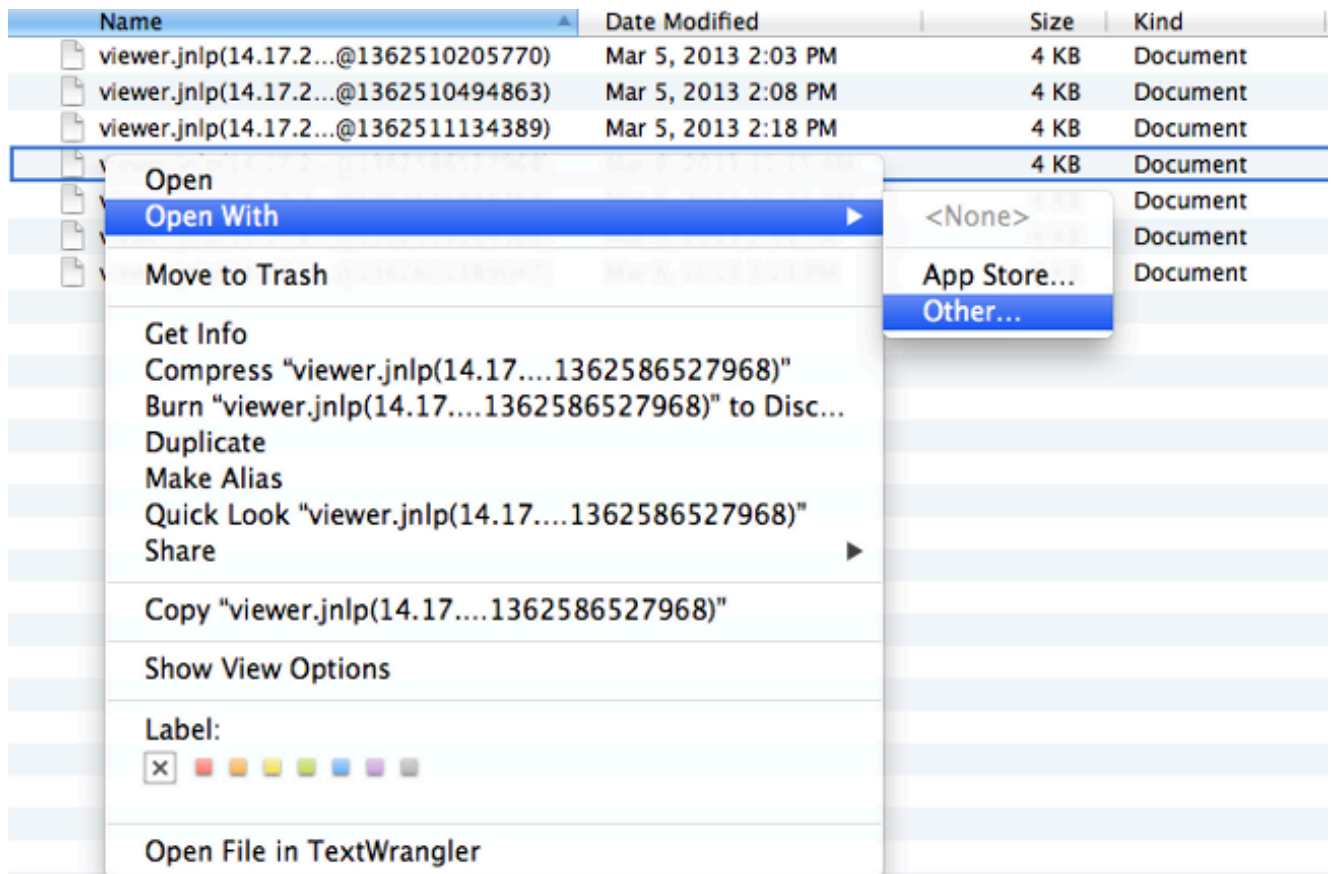 Name Date Modified Size Kind
viewer.jnlp(14.17.2...@1362510205770) Mar 5, 2013 2:03 PM 4 KB Document
viewer.jnlp(14.17.2...@1362510494863) Mar 5, 2013 2:08 PM 4 KB Document
viewer.jnlp(14.17.2...@1362511134389) Mar 5, 2013 2:18 PM 4 KB Document
4 KB Document
Open
Document
Open With
<None>
Document
Move to Trash
App Store...
Document
Other...
Get Info
Compress “viewer.jnlp(14.17....1362586527968)”
Burn “viewer.jnlp(14.17....1362586527968)” to Disc...
Duplicate
Make Alias
Quick Look “viewer.jnlp(14.17....1362586527968)”
Share
Copy “viewer.jnlp(14.17....1362586527968)”
Show View Options
Label:
Open File in TextWrangler